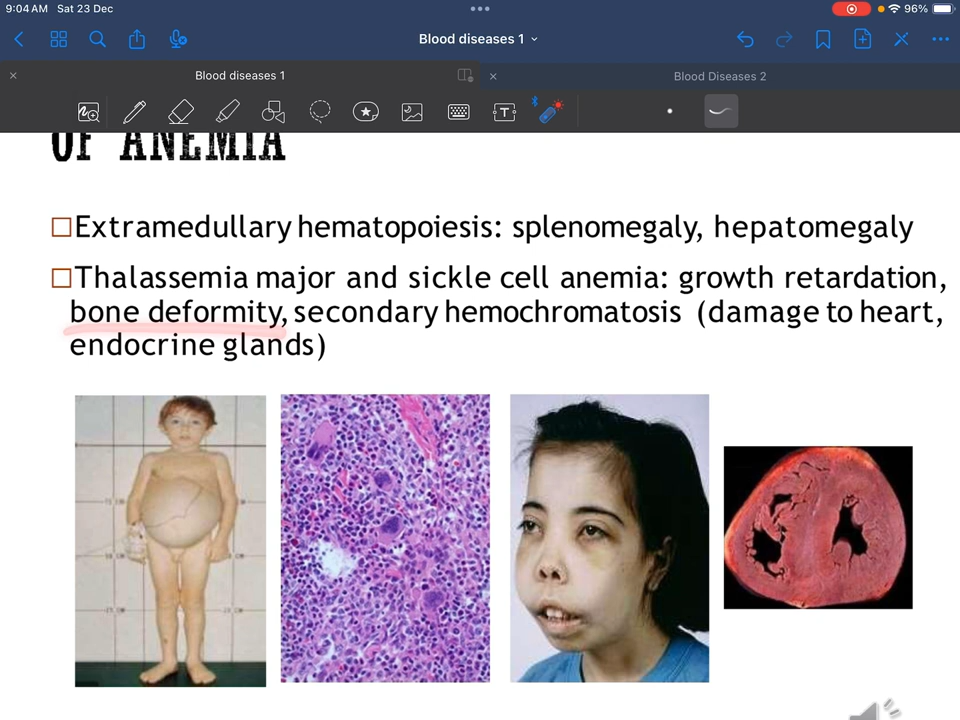 9:04 AM Sat 23 Dec
96%
Blood diseases 1
Blood diseases 1
Blood Diseases 2
OF ANEMIA
Extramedullary hematopoiesis: splenomegaly, hepatomegaly
Thalassemia major and sickle cell anemia: growth retardation,
bone deformity, secondary hemochromatosis (damage to heart,
endocrine glands)